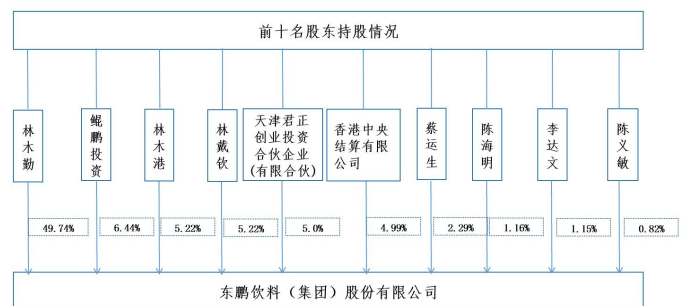 前十名股东持股情况
林木勤
鲲鹏投资
林木港
林戴钦
天津君正
创业投资
合伙企业
(有限合伙)
香港中央
结算有限
公司
蔡运生
陈海明
李达文
陈义敏
49.74%
6.44%
5.22%
5.22%
5.0%
4.99%
2.29%
1.16%
1.15%
0.82%
东鹏饮料（集团）股份有限公司